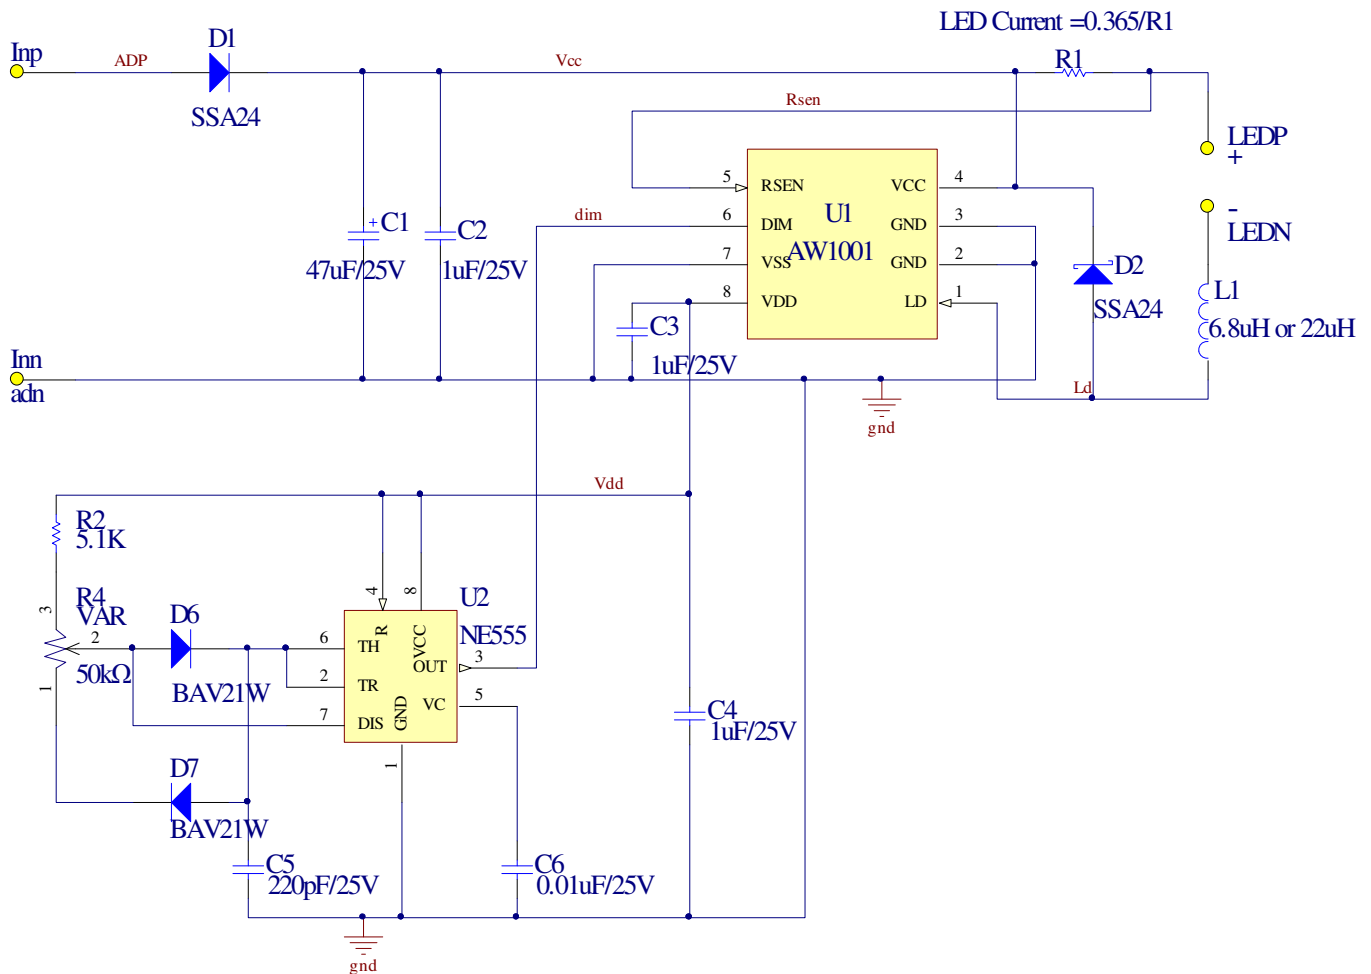 LED Current =0.365/R1
Inp
ADP
D1
SSA24
Vcc
R1
Rsen
LEDP
+
-
LEDN
5
RSEN
VCC
4
6
DIM
GND
3
7
VSS
GND
2
8
VDD
LD
1
U1
AW1001
dim
+
C1
47uF/25V
C2
1uF/25V
C3
1uF/25V
D2
SSA24
L1
6.8uH or 22uH
Inn
adn
Ld
gnd
Vdd
R2
5.1K
R4
VAR
50kΩ
3
2
1
D6
BAV21W
D7
BAV21W
4
8
U2
NE555
R
VCC
6
TH
OUT
3
2
TR
VC
5
7
DIS
GND
1
C4
1uF/25V
C5
220pF/25V
C6
0.01uF/25V
gnd